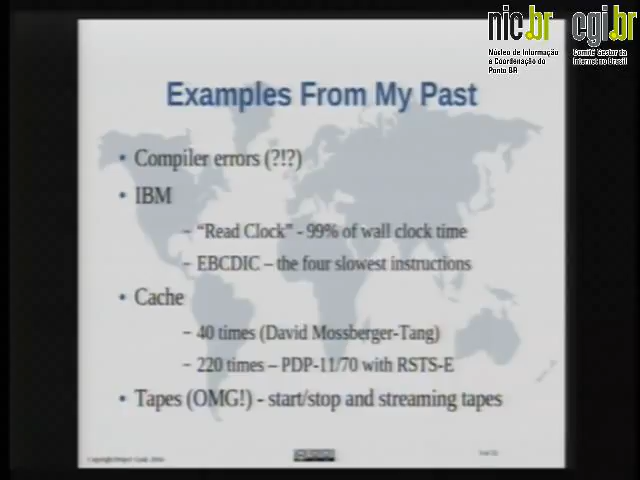 nic.br
Núcleo de Informação
e Coordenação do
Ponto BR
cgi.br
Comitê Gestor da
Internet no Brasil
Examples From My Past
• Compiler errors (?!?)
• IBM
– “Read Clock” - 99% of wall clock time
– EBCDIC – the four slowest instructions
• Cache
– 40 times (David Mossberger-Tang)
– 220 times – PDP-11/70 with RSTS-E
• Tapes (OMG!) - start/stop and streaming tapes